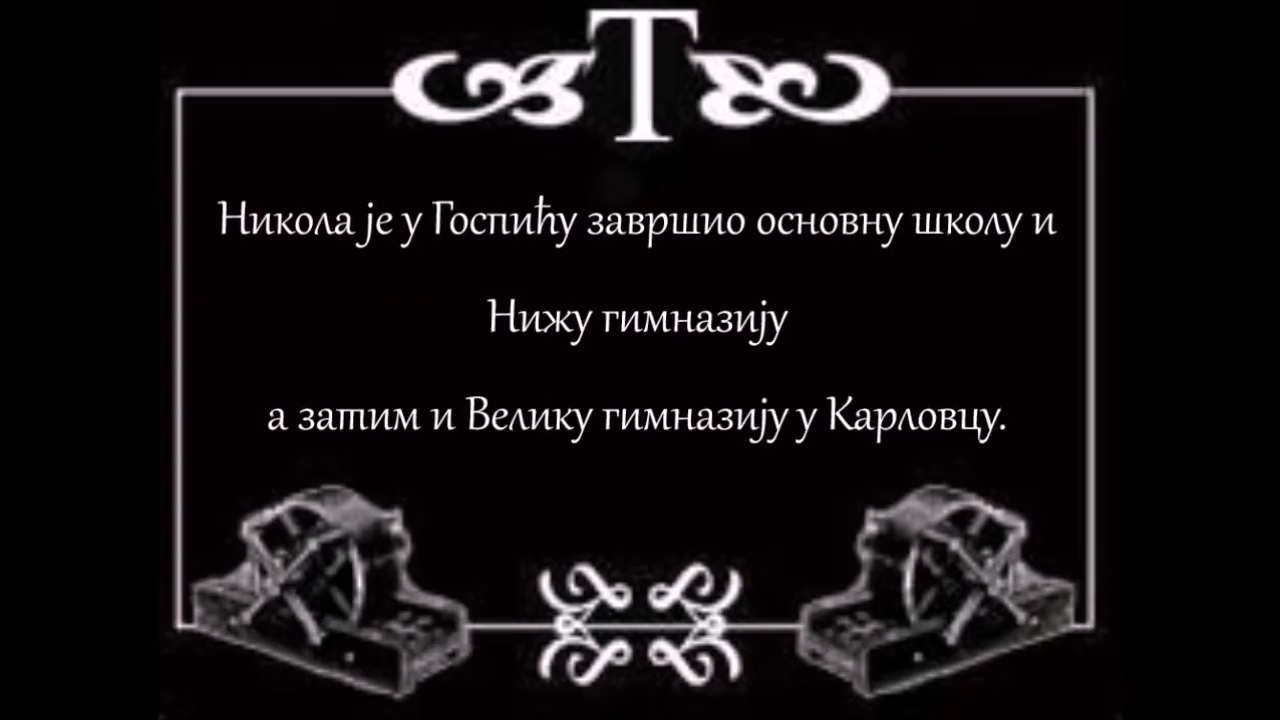 Т
Никола је у Госпићу завршио основну школу и
Нижу гимназију
а затим и Велику гимназију у Карловцу.